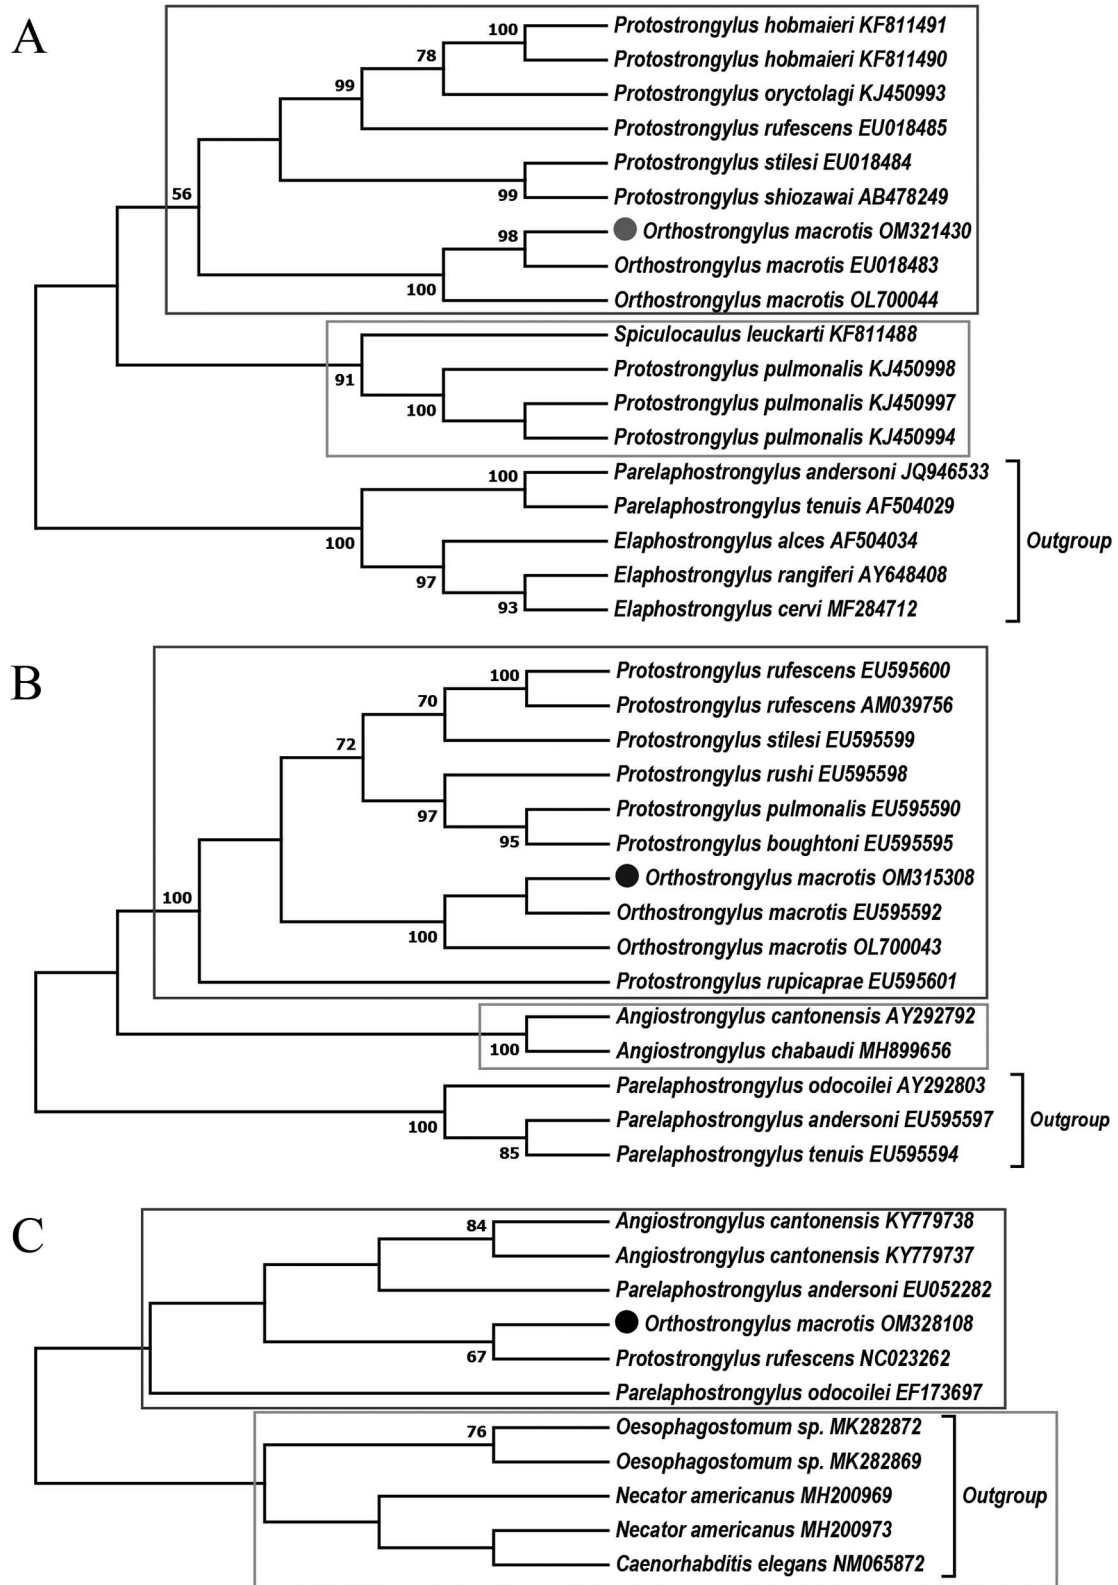 A
100
Protostrongylus hobmaieri KF811491
Protostrongylus hobmaieri KF811490
78
Protostrongylus oryctolagi KJ450993
99
Protostrongylus rufescens EU018485
Protostrongylus stilesi EU018484
99
Protostrongylus shiozawai AB478249
56
98
Orthostrongylus macrotis OM321430
Orthostrongylus macrotis EU018483
100
Orthostrongylus macrotis OL700044
Spiculocaulus leuckarti KF811488
91
Protostrongylus pulmonalis KJ450998
100
Protostrongylus pulmonalis KJ450997
Protostrongylus pulmonalis KJ450994
100
Parelaphostrongylus andersoni JQ946533
Parelaphostrongylus tenuis AF504029
100
Elaphostrongylus alces AF504034
Outgroup
97
Elaphostrongylus rangiferi AY648408
93
Elaphostrongylus cervi MF284712
B
100
Protostrongylus rufescens EU595600
70
Protostrongylus rufescens AM039756
72
Protostrongylus stilesi EU595599
Protostrongylus rushi EU595598
97
Protostrongylus pulmonalis EU595590
95
Protostrongylus boughtoni EU595595
Orthostrongylus macrotis OM315308
100
Orthostrongylus macrotis EU595592
100
Orthostrongylus macrotis OL700043
Protostrongylus rupicaprae EU595601
Angiostrongylus cantonensis AY292792
100
Angiostrongylus chabaudi MH899656
Parelaphostrongylus odocoilei AY292803
100
Parelaphostrongylus andersoni EU595597
Outgroup
85
Parelaphostrongylus tenuis EU595594
C
84
Angiostrongylus cantonensis KY779738
Angiostrongylus cantonensis KY779737
Parelaphostrongylus andersoni EU052282
Orthostrongylus macrotis OM328108
67
Protostrongylus rufescens NC023262
Parelaphostrongylus odocoilei EF173697
76
Oesophagostomum sp. MK282872
Oesophagostomum sp. MK282869
Necator americanus MH200969
Outgroup
Necator americanus MH200973
Caenorhabditis elegans NM065872